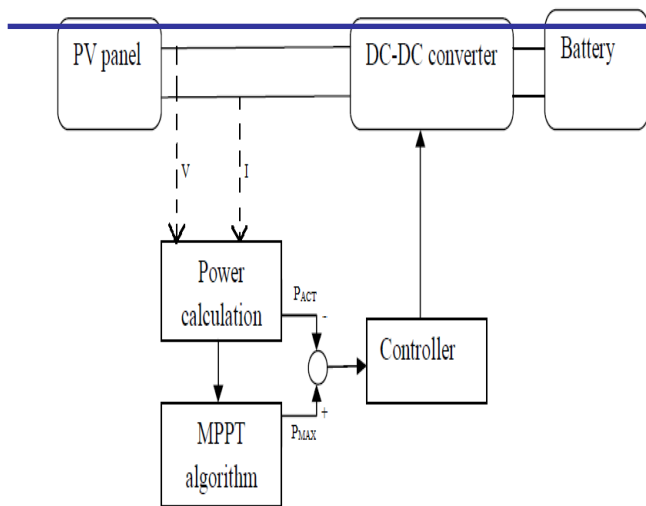 PV panel
DC-DC converter
Battery
V
I
Power
calculation
PACT
-
Controller
+
PMAX
MPPT
algorithm